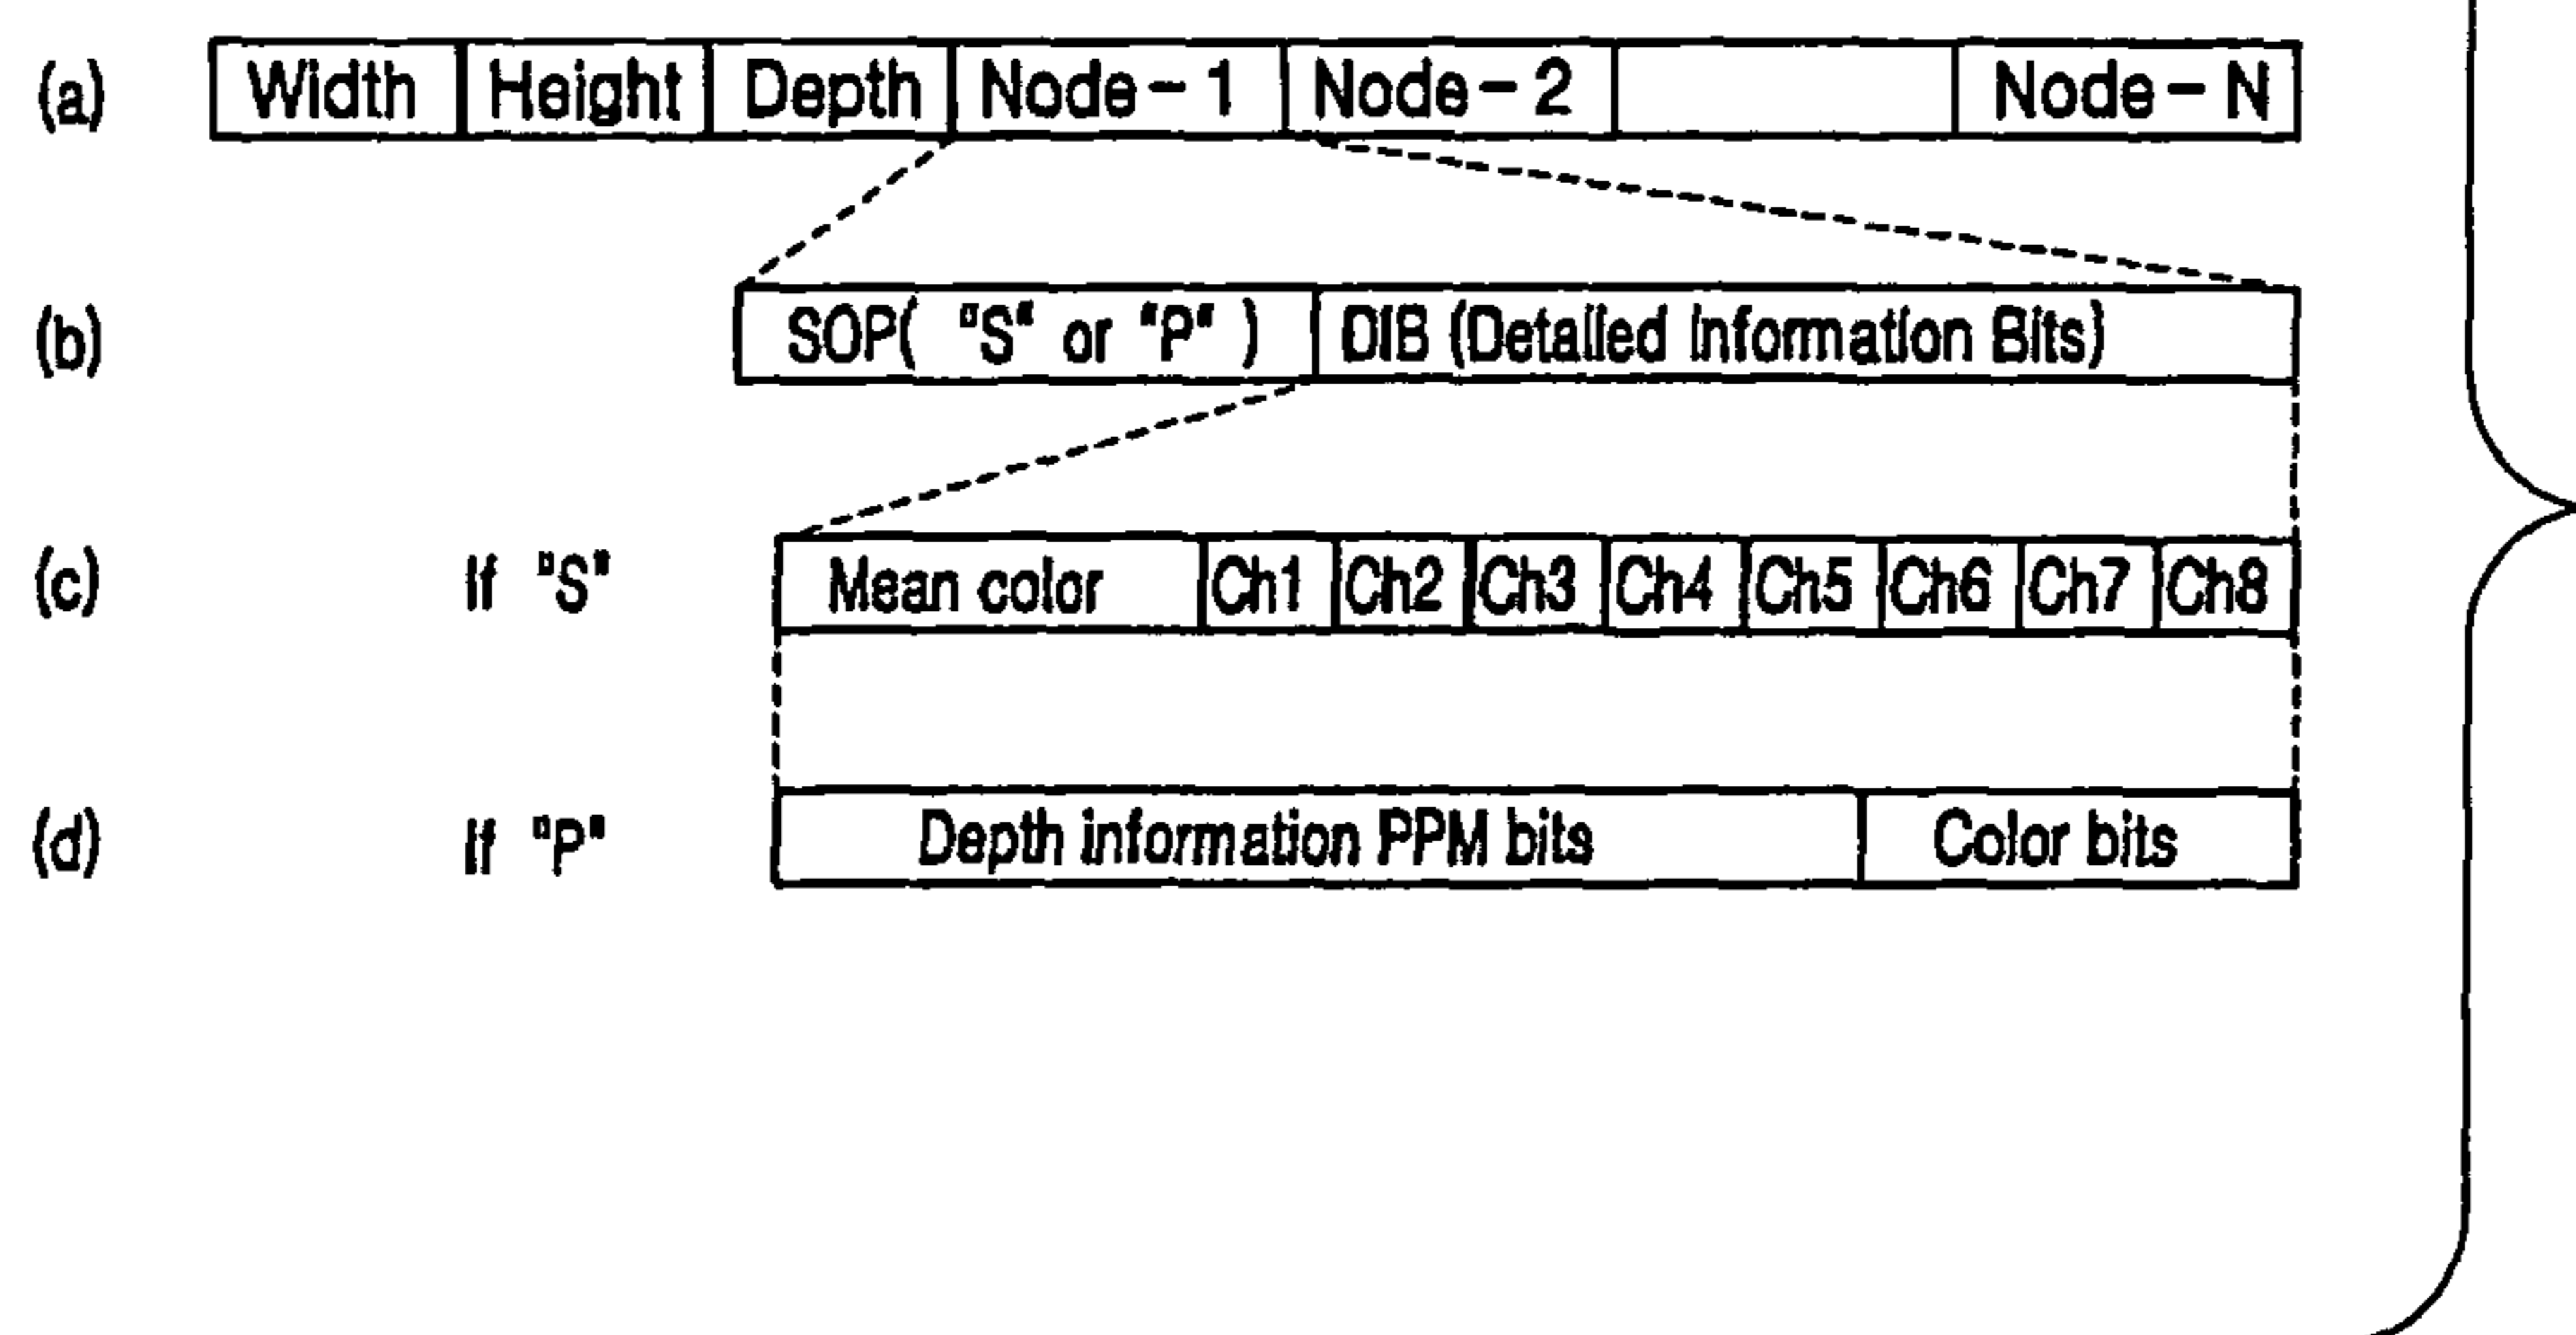 (a) Width Height Depth Node-1 Node-2 Node-N
(b) SOP( "S" or "P" ) DIB (Detailed Information Bits)
(c) If "S" Mean color Ch1 Ch2 Ch3 Ch4 Ch5 Ch6 Ch7 Ch8
(d) If "P" Depth information PPM bits Color bits